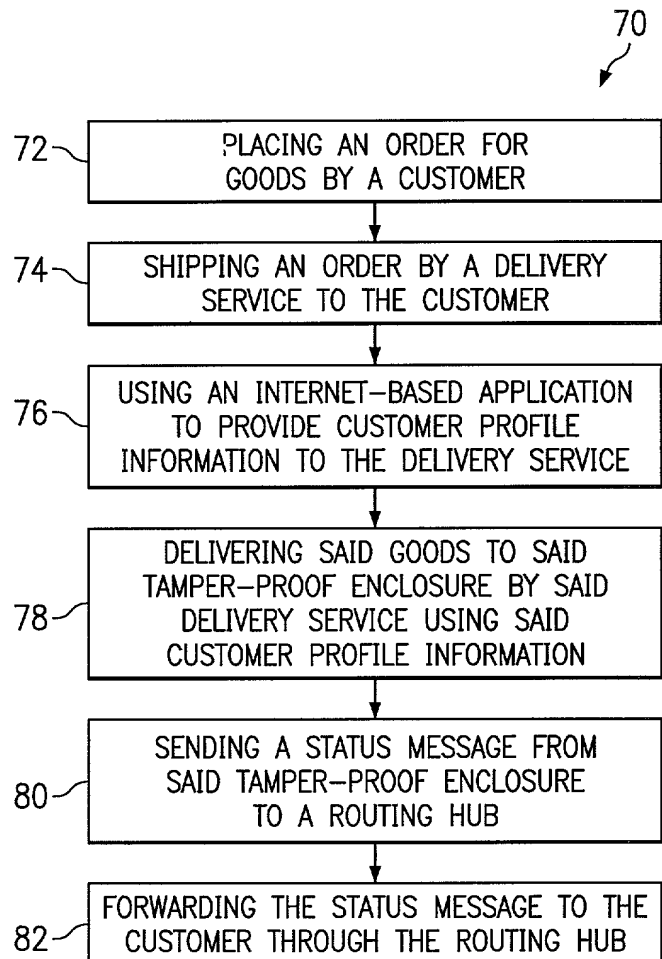 70
72
PLACING AN ORDER FOR
GOODS BY A CUSTOMER
74
SHIPPING AN ORDER BY A DELIVERY
SERVICE TO THE CUSTOMER
76
USING AN INTERNET-BASED APPLICATION
TO PROVIDE CUSTOMER PROFILE
INFORMATION TO THE DELIVERY SERVICE
78
DELIVERING SAID GOODS TO SAID
TAMPER-PROOF ENCLOSURE BY SAID
DELIVERY SERVICE USING SAID
CUSTOMER PROFILE INFORMATION
80
SENDING A STATUS MESSAGE FROM
SAID TAMPER-PROOF ENCLOSURE
TO A ROUTING HUB
82
FORWARDING THE STATUS MESSAGE TO THE
CUSTOMER THROUGH THE ROUTING HUB